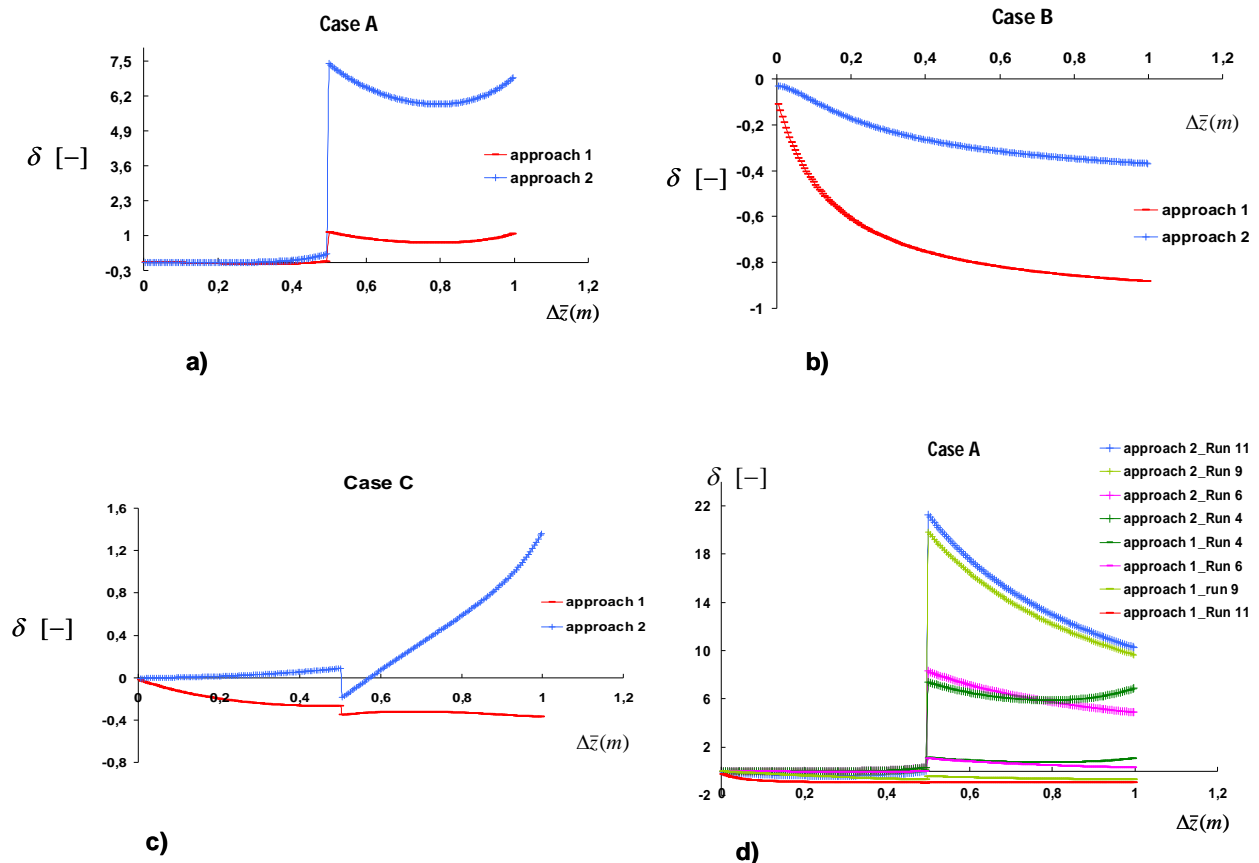 Case A
7,5
6,2
4,9
3,6
2,3
1
-0,3
δ [−]
approach 1
approach 2
0 0,2 0,4 0,6 0,8 1 1,2
Δz̄(m)
a)
Case B
0 0,2 0,4 0,6 0,8 1 1,2
0
-0,2
-0,4
-0,6
-0,8
-1
δ [−]
Δz̄(m)
approach 1
approach 2
b)
Case C
1,6
1,2
0,8
0,4
0
-0,4
-0,8
δ [−]
approach 1
approach 2
0 0,2 0,4 0,6 0,8 1 1,2
Δz̄(m)
c)
Case A
δ [−]
22
18
14
10
6
2
-2
approach 2_Run 11
approach 2_Run 9
approach 2_Run 6
approach 2_Run 4
approach 1_Run 4
approach 1_Run 6
approach 1_run 9
approach 1_Run 11
0 0,2 0,4 0,6 0,8 1 1,2
Δz̄(m)
d)